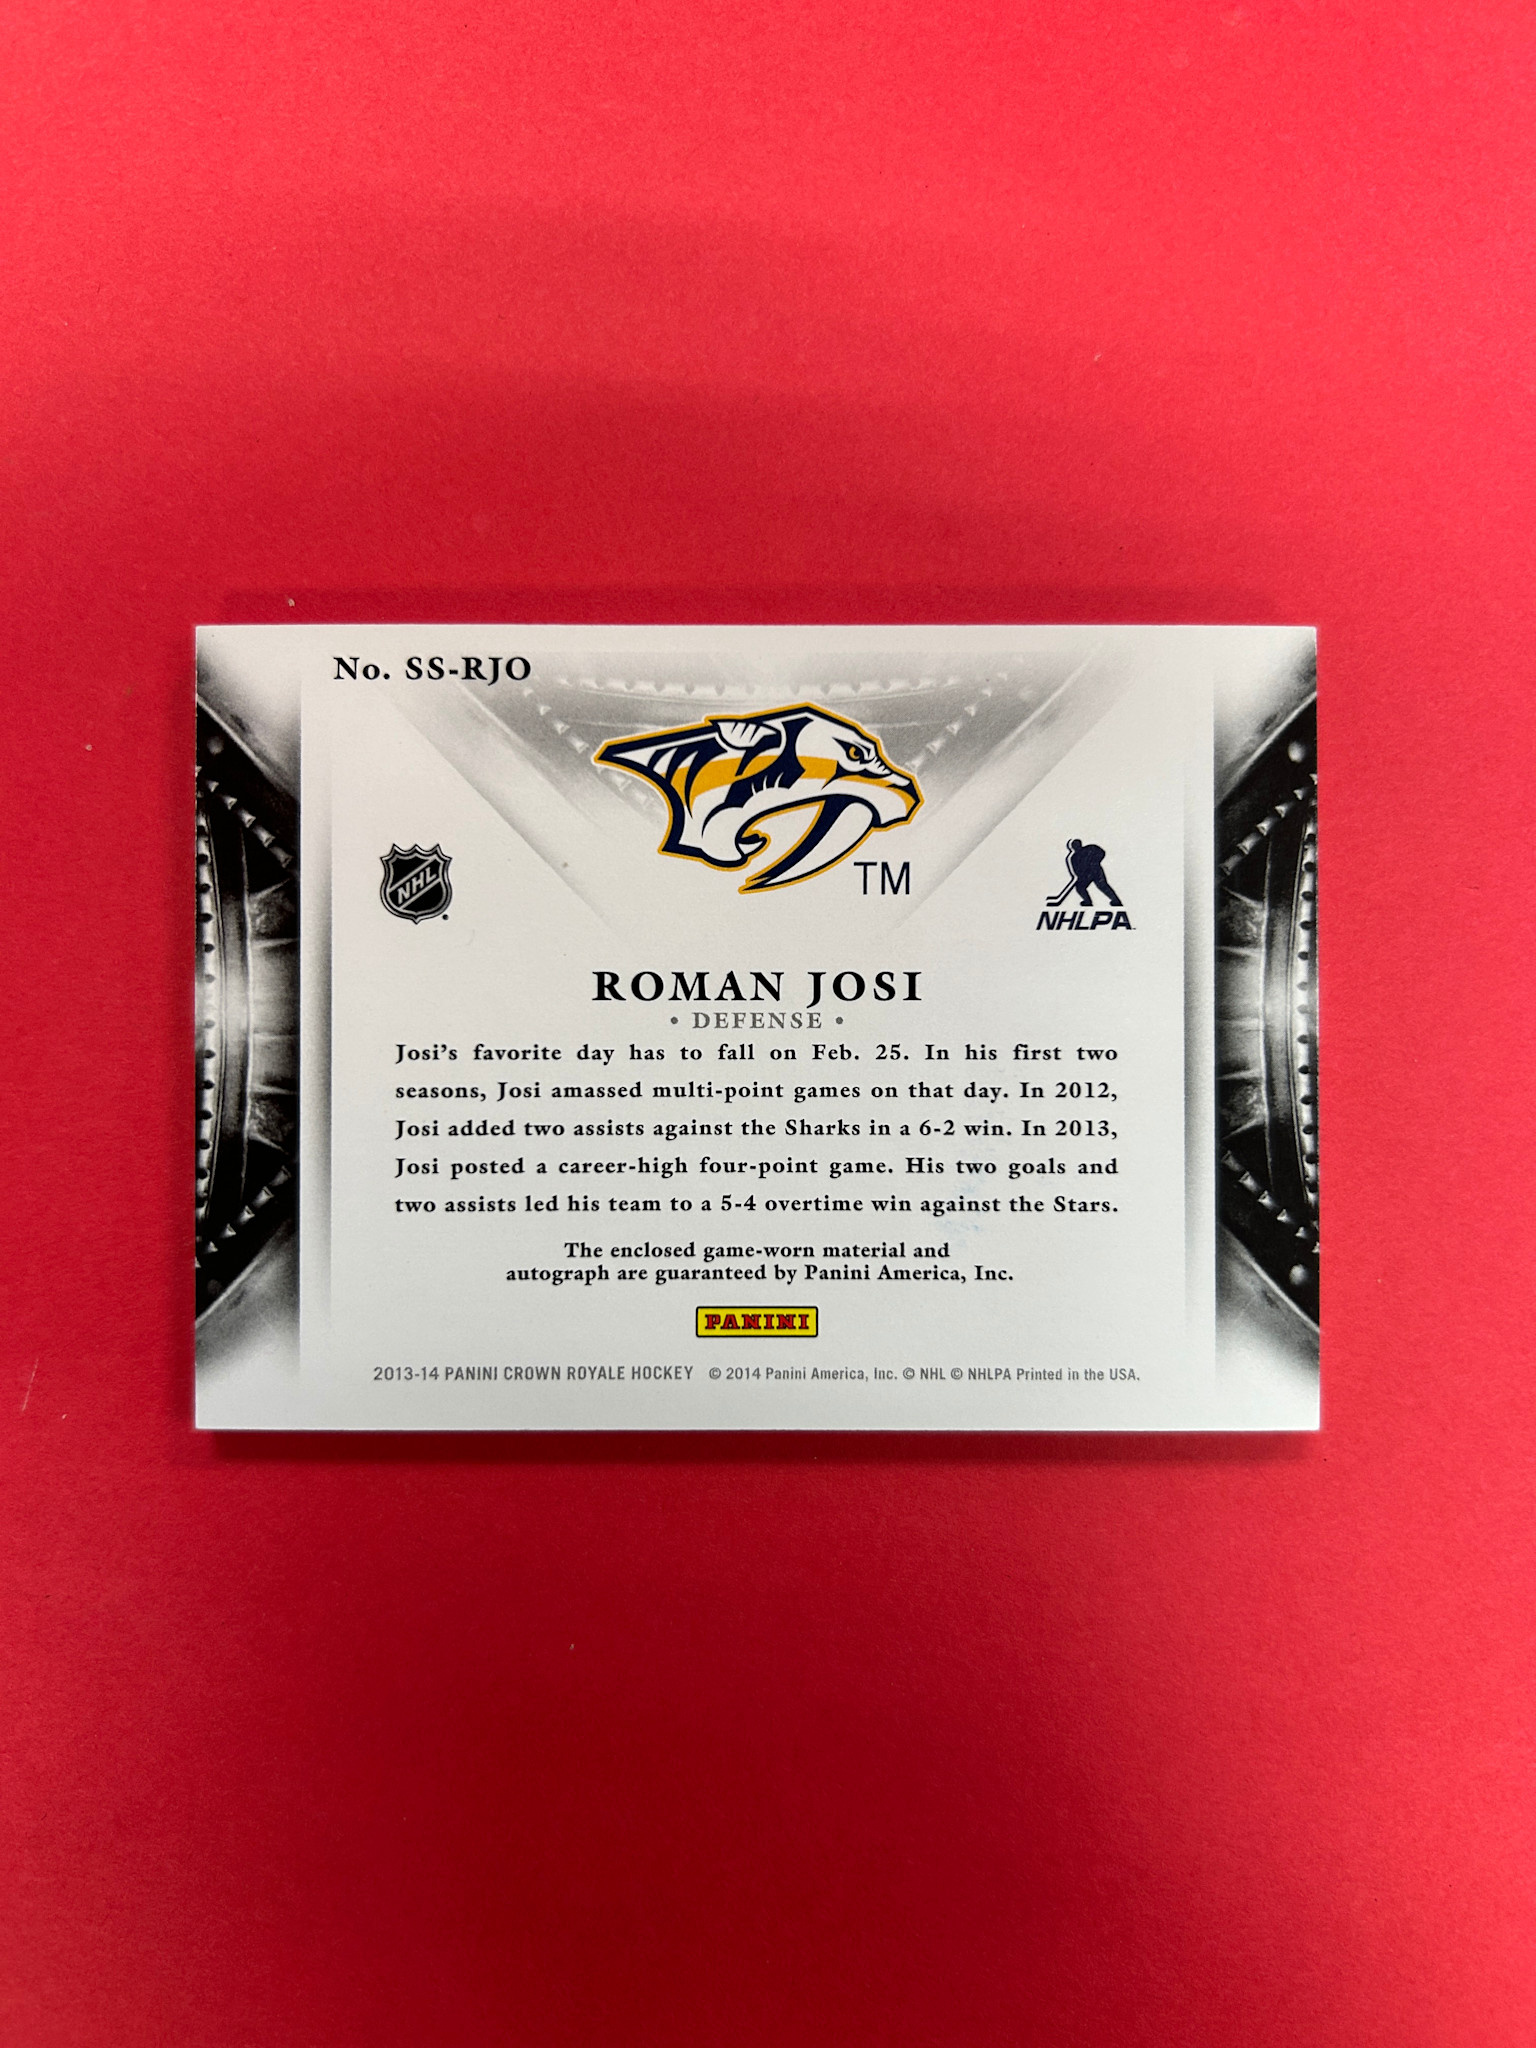 No. SS-RJO
TM
NHL
NHLPA
ROMAN JOSI
• DEFENSE •
Josi's favorite day has to fall on Feb. 25. In his first two
seasons, Josi amassed multi-point games on that day. In 2012,
Josi added two assists against the Sharks in a 6-2 win. In 2013,
Josi posted a career-high four-point game. His two goals and
two assists led his team to a 5-4 overtime win against the Stars.
The enclosed game-worn material and
autograph are guaranteed by Panini America, Inc.
PANINI
2013-14 PANINI CROWN ROYALE HOCKEY © 2014 Panini America, Inc. © NHL © NHLPA Printed in the USA.